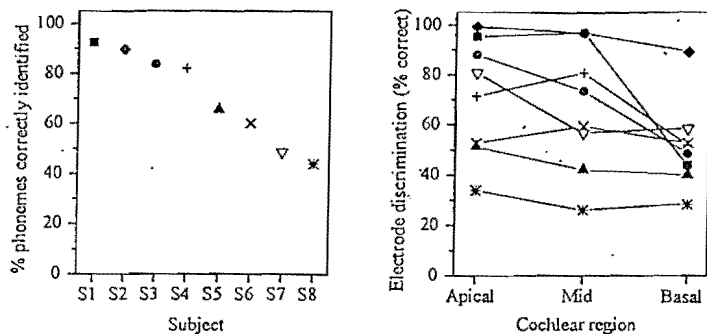 % phonemes correctly identified
100
80
60
40
20
0
S1 S2 S3 S4 S5 S6 S7 S8
Subject
Electrode discrimination (% correct)
100
80
60
40
20
0
Apical Mid Basal
Cochlear region